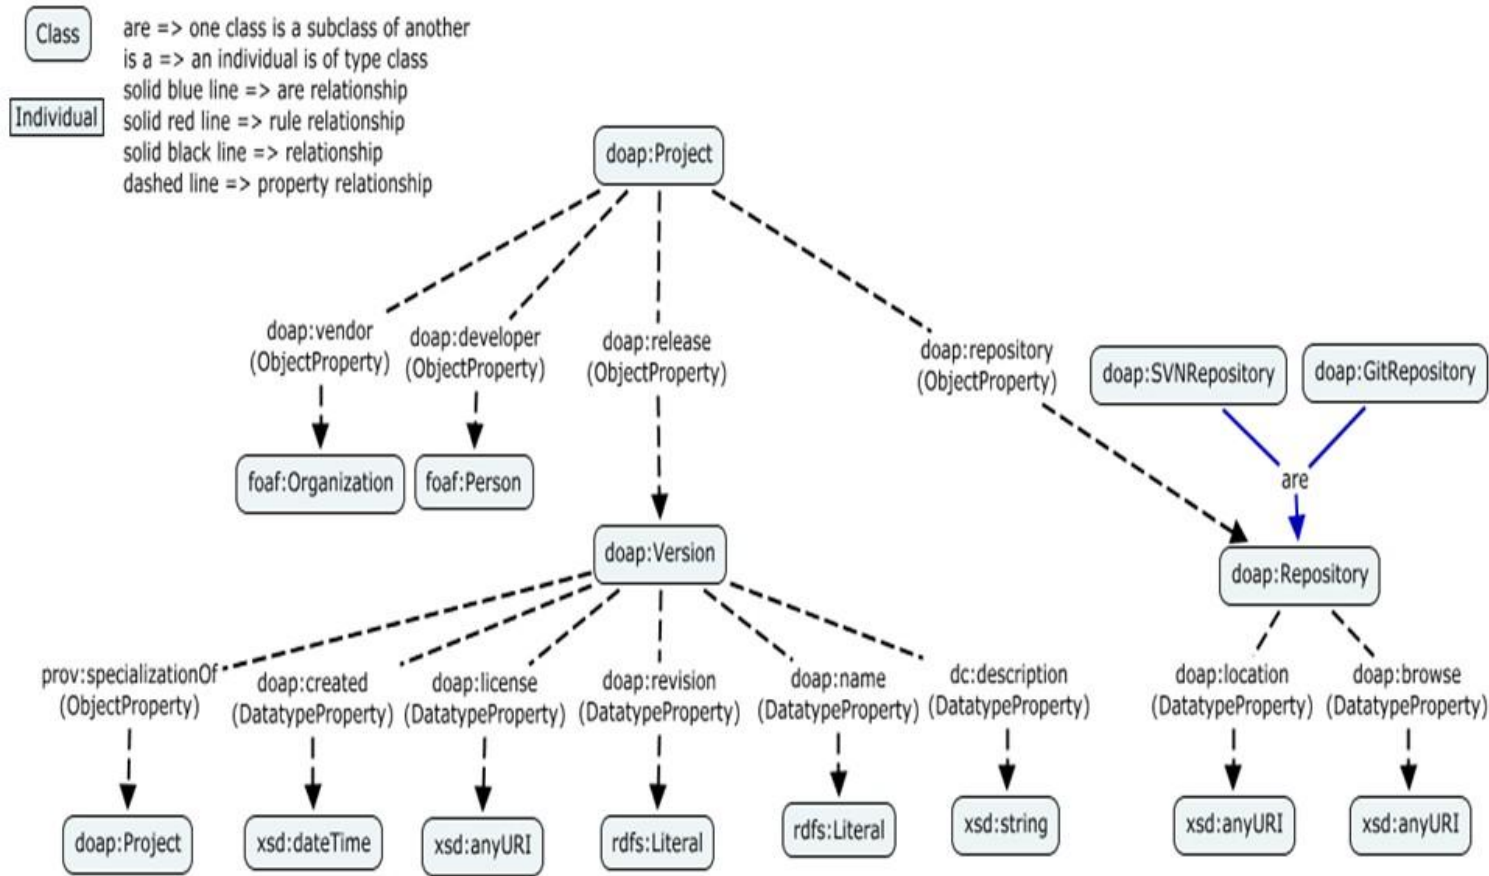 Class
are => one class is a subclass of another
is a => an individual is of type class
solid blue line => are relationship
Individual
solid red line => rule relationship
solid black line => relationship
dashed line => property relationship
doap:Project
doap:vendor
(ObjectProperty)
doap:developer
(ObjectProperty)
doap:release
(ObjectProperty)
doap:repository
(ObjectProperty)
doap:SVNRepository
doap:GitRepository
are
foaf:Organization
foaf:Person
doap:Version
doap:Repository
prov:specializationOf
(ObjectProperty)
doap:created
(DatatypeProperty)
doap:license
(DatatypeProperty)
doap:revision
(DatatypeProperty)
doap:name
(DatatypeProperty)
dc:description
(DatatypeProperty)
doap:location
(DatatypeProperty)
doap:browse
(DatatypeProperty)
doap:Project
xsd:dateTime
xsd:anyURI
rdfs:Literal
rdfs:Literal
xsd:string
xsd:anyURI
xsd:anyURI